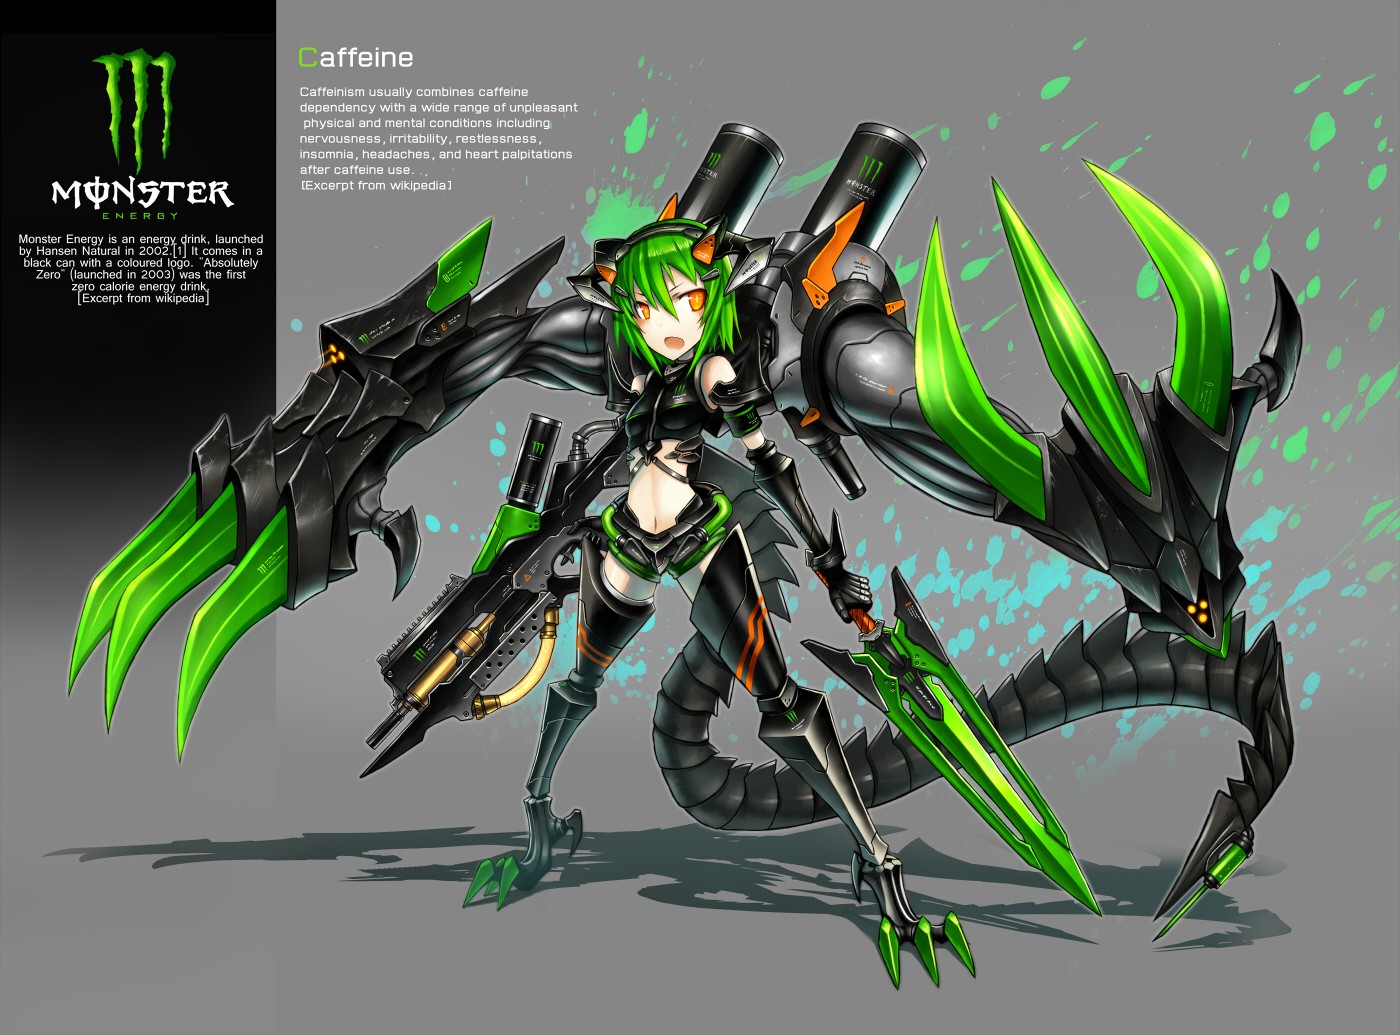 MONSTER
ENERGY
Monster Energy is an energy drink, launched
by Hansen Natural in 2002.[1] It comes in a
black can with a coloured logo. "Absolutely
Zero" (launched in 2003) was the first
zero calorie energy drink.
[Excerpt from wikipedia]
Caffeine
Caffeinism usually combines caffeine
dependency with a wide range of unpleasant
physical and mental conditions including
nervousness, irritability, restlessness,
insomnia, headaches, and heart palpitations
after caffeine use. . .
[Excerpt from wikipedia]
MONSTER